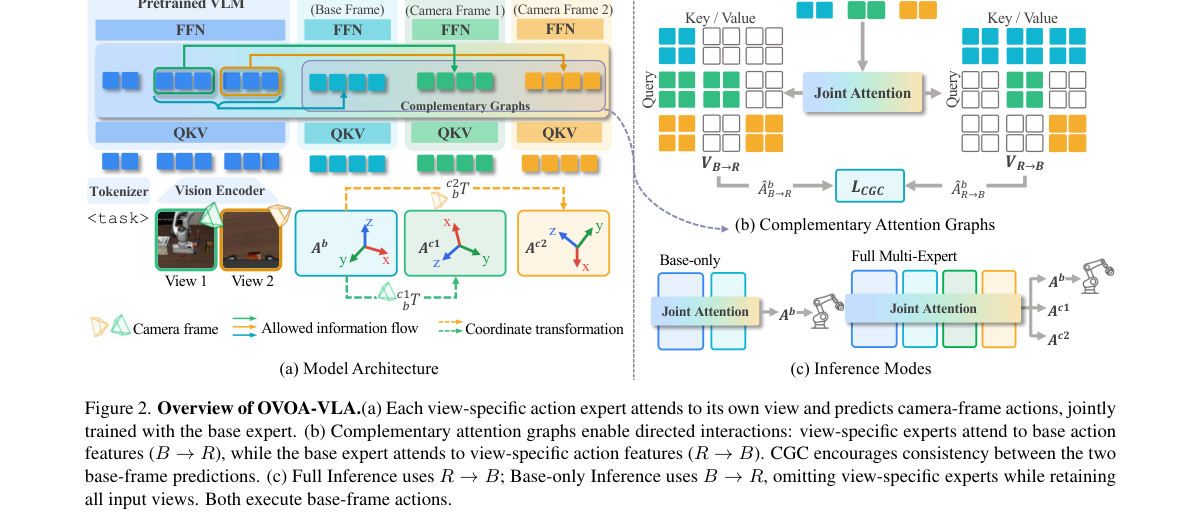 Pretrained VLM
(Base Frame)
(Camera Frame 1)
(Camera Frame 2)
FFN
FFN
FFN
FFN
Complementary Graphs
QKV
QKV
QKV
QKV
Tokenizer
Vision Encoder
<task>
View 1
View 2
A^b
z
x
y
A^{c1}
x
y
z
A^{c2}
z
y
x
^{c2}_b T
^{c1}_b T
Camera frame
Allowed information flow
Coordinate transformation
(a) Model Architecture
Key / Value
Key / Value
Query
Query
Joint Attention
V_{B→R}
V_{R→B}
Â^b_{B→R}
L_{CGC}
Â^b_{R→B}
(b) Complementary Attention Graphs
Base-only
Joint Attention
A^b
Full Multi-Expert
Joint Attention
A^b
A^{c1}
A^{c2}
(c) Inference Modes
Figure 2. Overview of OVOA-VLA.(a) Each view-specific action expert attends to its own view and predicts camera-frame actions, jointly
trained with the base expert. (b) Complementary attention graphs enable directed interactions: view-specific experts attend to base action
features (B → R), while the base expert attends to view-specific action features (R → B). CGC encourages consistency between the two
base-frame predictions. (c) Full Inference uses R → B; Base-only Inference uses B → R, omitting view-specific experts while retaining
all input views. Both execute base-frame actions.